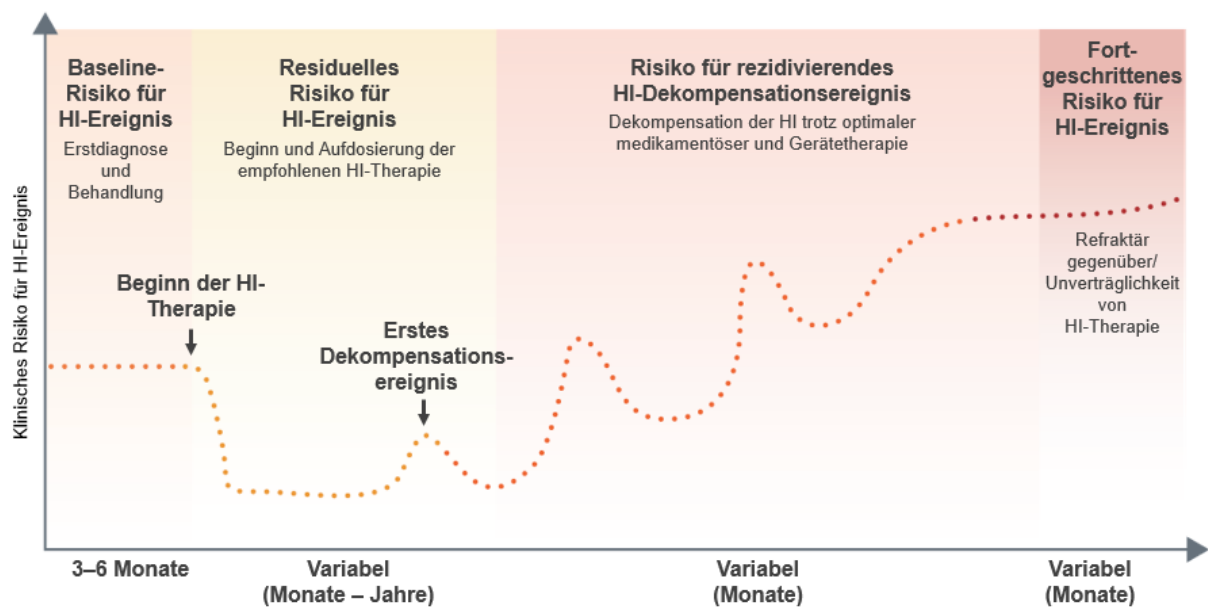 Baseline-
Risiko für
HI-Ereignis
Erstdiagnose
und
Behandlung
Residuelles
Risiko für
HI-Ereignis
Beginn und Aufdosierung der
empfohlenen HI-Therapie
Risiko für rezidivierendes
HI-Dekompensationsereignis
Dekompensation der HI trotz optimaler
medikamentöser und Gerätetherapie
Fort-
geschrittenes
Risiko für
HI-Ereignis
Refraktär
gegenüber/
Unverträglichkeit
von
HI-Therapie
Klinisches Risiko für HI-Ereignis
Beginn der HI-
Therapie
Erstes
Dekompensations-
ereignis
3–6 Monate
Variabel
(Monate – Jahre)
Variabel
(Monate)
Variabel
(Monate)